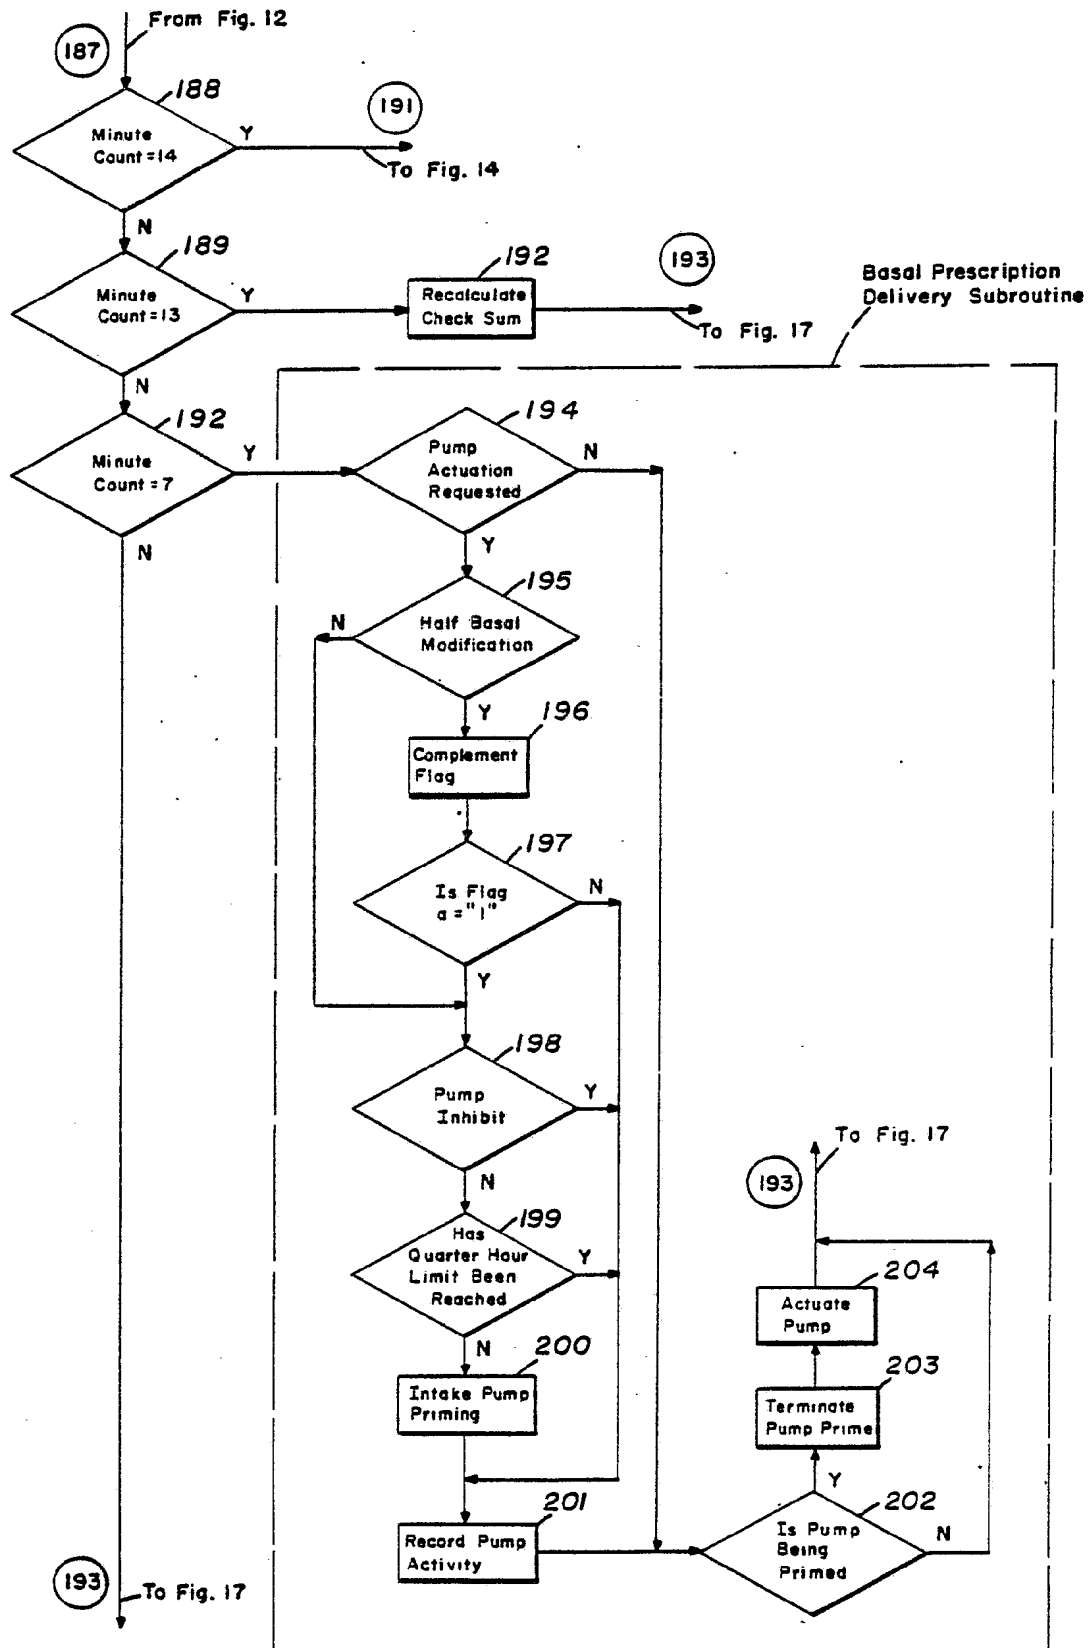 From Fig. 12
187
188
191
Minute
Count=14
Y
To Fig. 14
N
189
192
193
Basal Prescription
Delivery Subroutine
Minute
Count=13
Y
Recalculate
Check Sum
To Fig. 17
N
192
194
Minute
Count=7
Y
Pump
Actuation
Requested
N
N
Y
195
N
Half Basal
Modification
Y
196
Complement
Flag
197
Is Flag
a="1"
N
Y
198
Pump
Inhibit
Y
N
To Fig. 17
193
199
Has
Quarter Hour
Limit Been
Reached
Y
204
Actuate
Pump
N
200
203
Intake Pump
Priming
Terminate
Pump Prime
Y
201
202
Record Pump
Activity
Is Pump
Being
Primed
N
193
To Fig. 17